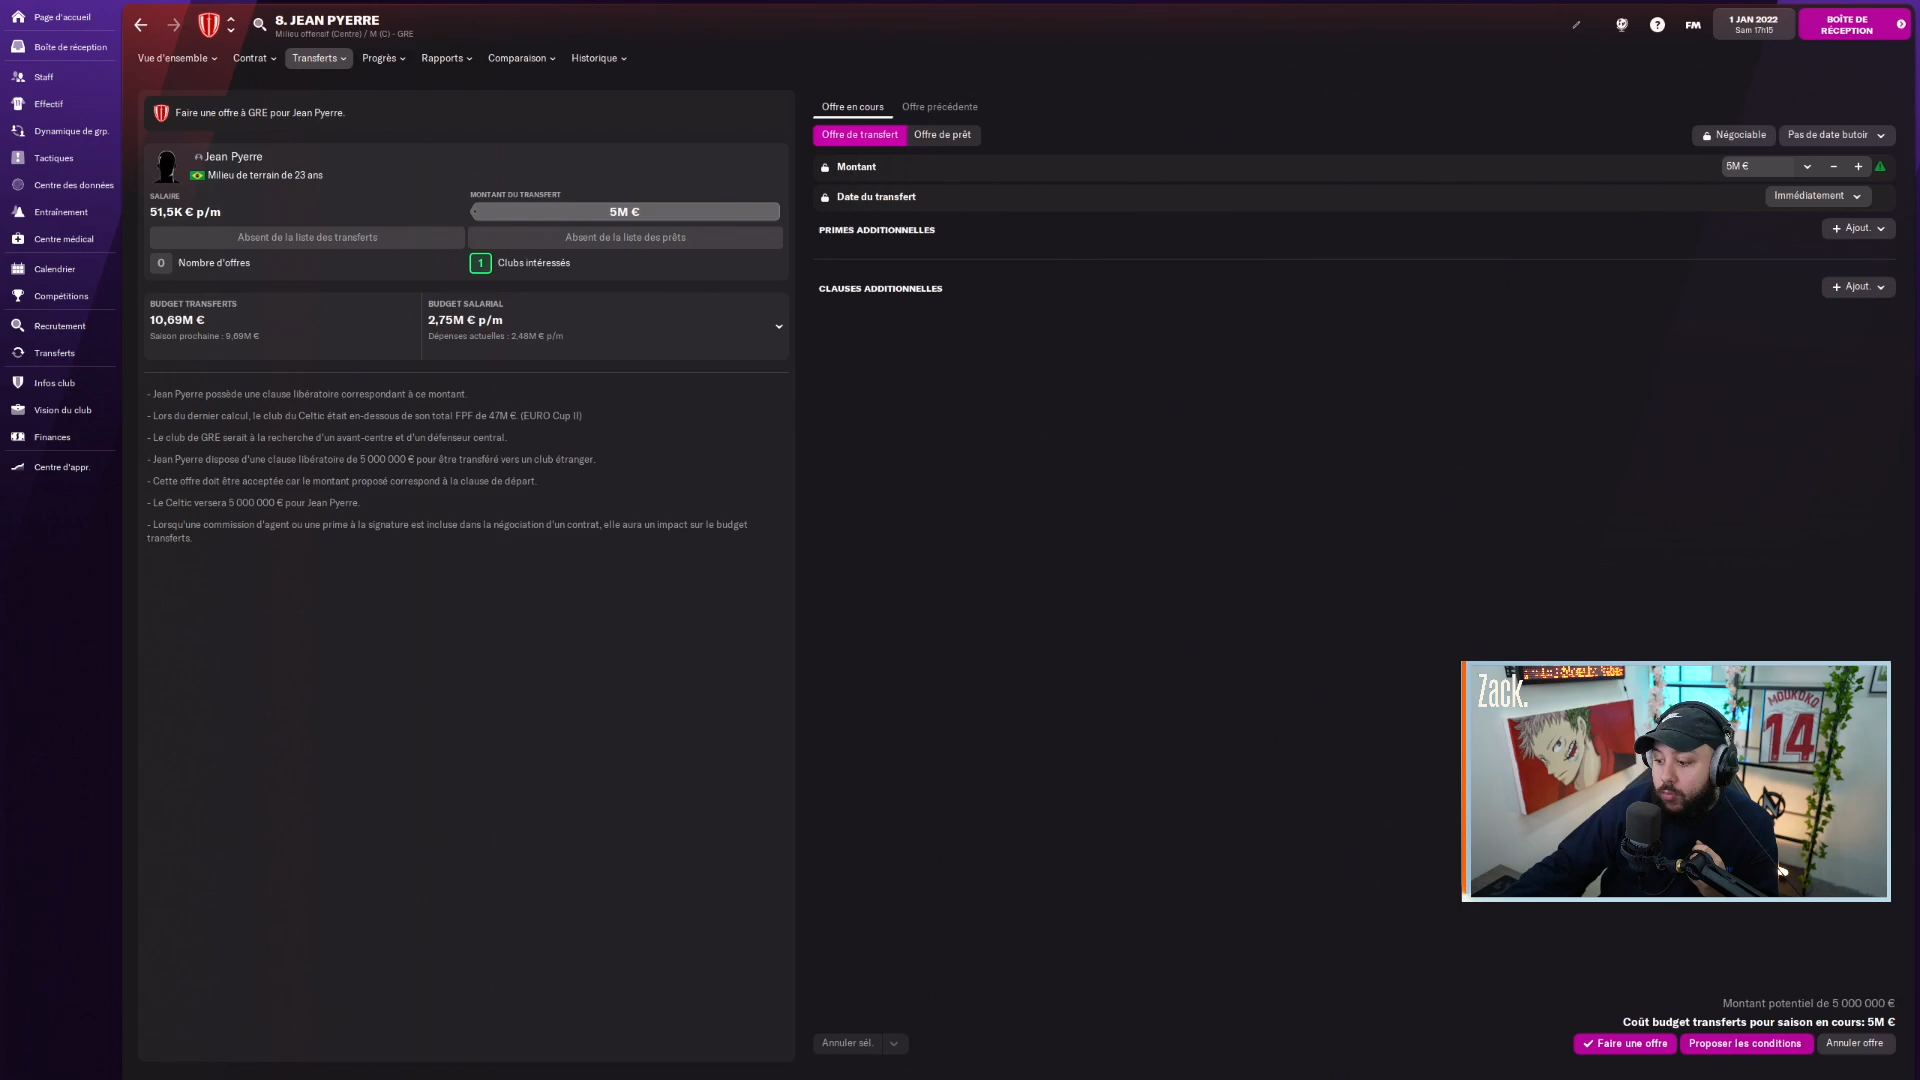 Page d'accueil
Boîte de réception
Staff
Effectif
Dynamique de grp.
Tactiques
Centre des données
Entraînement
Centre médical
Calendrier
Compétitions
Recrutement
Transferts
Infos club
Vision du club
Finances
Centre d'appr.
8. JEAN PYERRE
Milieu offensif (Centre) / M (C) - GRE
FM
1 JAN 2022
Sam 17h15
BOÎTE DE
RÉCEPTION
Vue d'ensemble
Contrat
Transferts
Progrès
Rapports
Comparaison
Historique
Faire une offre à GRE pour Jean Pyerre.
Jean Pyerre
Milieu de terrain de 23 ans
SALAIRE
51,5K € p/m
MONTANT DU TRANSFERT
5M €
Absent de la liste des transferts
Absent de la liste des prêts
0 Nombre d'offres
1 Clubs intéressés
BUDGET TRANSFERTS
10,69M €
Saison prochaine : 9,69M €
BUDGET SALARIAL
2,75M € p/m
Dépenses actuelles : 2,48M € p/m
- Jean Pyerre possède une clause libératoire correspondant à ce montant.
- Lors du dernier calcul, le club du Celtic était en-dessous de son total FPF de 47M €. (EURO Cup II)
- Le club de GRE serait à la recherche d'un avant-centre et d'un défenseur central.
- Jean Pyerre dispose d'une clause libératoire de 5 000 000 € pour être transféré vers un club étranger.
- Cette offre doit être acceptée car le montant proposé correspond à la clause de départ.
- Le Celtic versera 5 000 000 € pour Jean Pyerre.
- Lorsqu'une commission d'agent ou une prime à la signature est incluse dans la négociation d'un contrat, elle aura un impact sur le budget
transferts.
Offre en cours
Offre précédente
Offre de transfert
Offre de prêt
Négociable
Pas de date butoir
Montant
5M €
Date du transfert
Immédiatement
PRIMES ADDITIONNELLES
+ Ajout.
CLAUSES ADDITIONNELLES
+ Ajout.
Zack.
MOUKOKO
14
Montant potentiel de 5 000 000 €
Coût budget transferts pour saison en cours: 5M €
Annuler sél.
Faire une offre
Proposer les conditions
Annuler offre